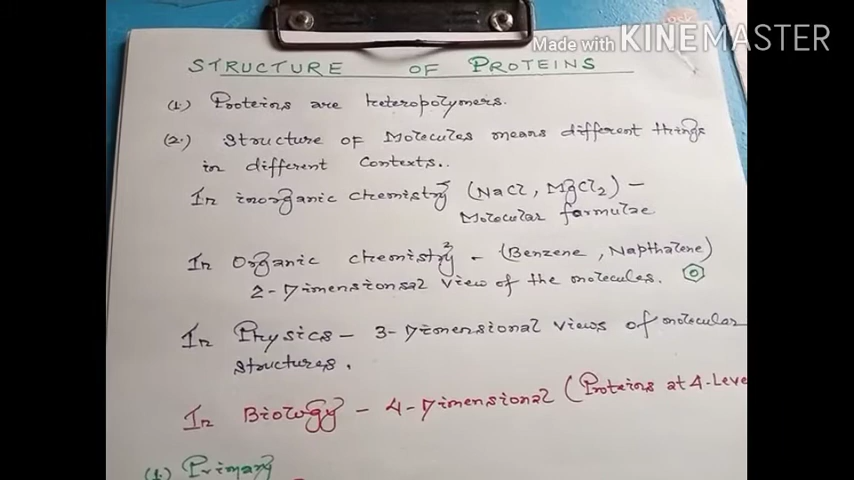 Made with KINEMASTER
STRUCTURE OF PROTEINS
(1) Proteins are heteropolymers.
(2.) Structure of Molecules means different things
in different Contexts..
In inorganic chemistry (NaCl, MgCl2) -
Molecular formulae
In Organic chemistry - (Benzene, Napthalene)
2-Dimensional View of the molecules.
In Physics - 3-Dimensional views of molecular
structures.
In Biology - 4-Dimensional (Proteins at 4-Leve
(1.) Primary